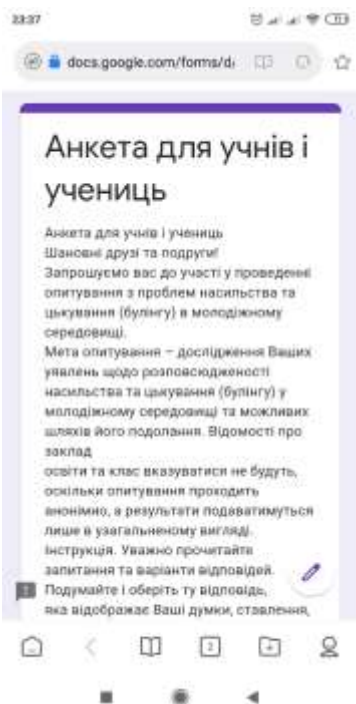 23:37
docs.google.com/forms/d/
Анкета для учнів і
учениць
Анкета для учнів і учениць
Шановні друзі та подруги!
Запрошуємо вас до участі у проведенні
опитування з проблем насильства та
цькування (булінгу) в молодіжному
середовищі.
Мета опитування – дослідження Ваших
уявлень щодо розповсюдженості
насильства та цькування (булінгу) у
молодіжному середовищі та можливих
шляхів його подолання. Відомості про
заклад
освіти та клас вказуватися не будуть,
оскільки опитування проходить
анонімно, а результати подаватимуться
лише в узагальненому вигляді.
Інструкція. Уважно прочитайте
запитання та варіанти відповідей.
Подумайте і оберіть ту відповідь,
яка відображає Ваші думки, ставлення,
2